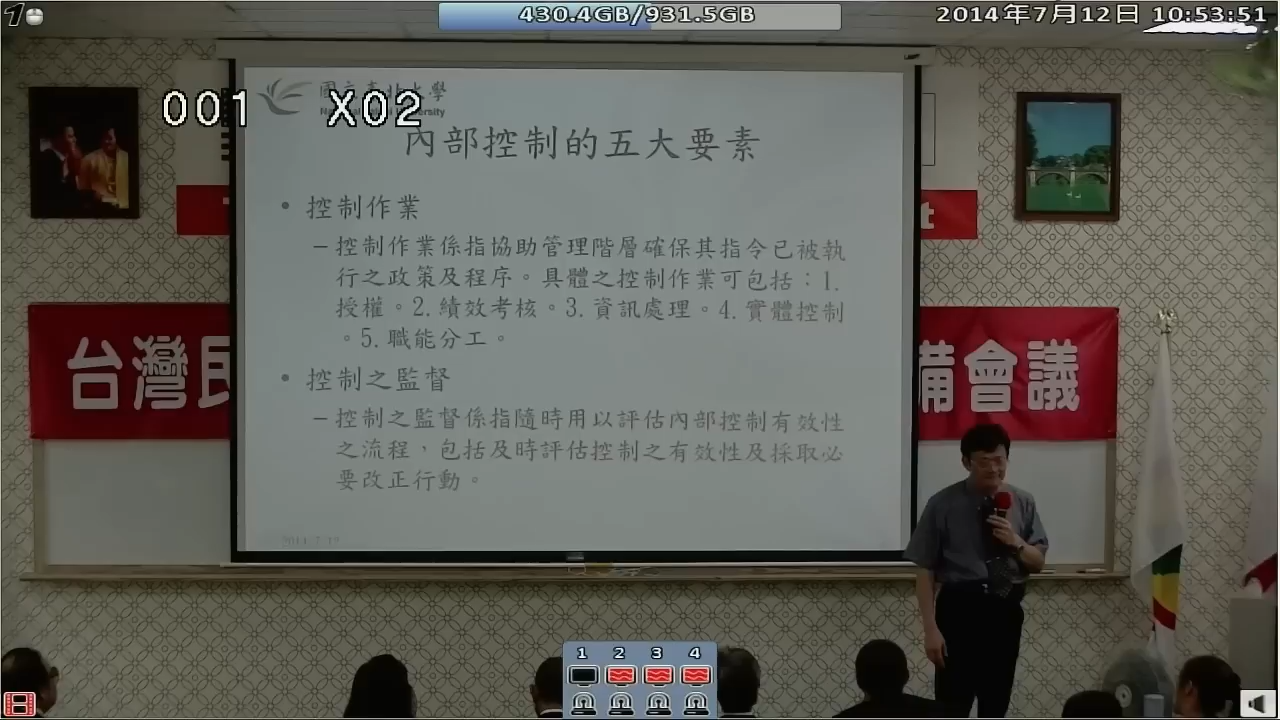 430.4GB/931.5GB
2014年7月12日 10:53:51
001 X02
內部控制的五大要素
• 控制作業
– 控制作業係指協助管理階層確保其指令已被執
行之政策及程序。具體之控制作業可包括：1.
授權。2. 績效考核。3. 資訊處理。4. 實體控制
。5. 職能分工。
• 控制之監督
– 控制之監督係指隨時用以評估內部控制有效性
之流程，包括及時評估控制之有效性及採取必
要改正行動。
t
台灣民
備會議
1 2 3 4